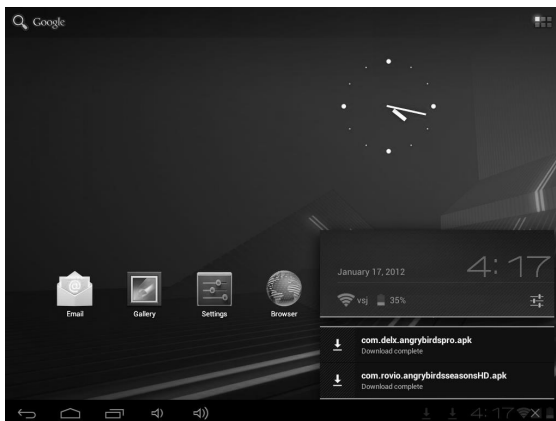 Google
January 17, 2012
4:17
vsj 35%
Email
Gallery
Settings
Browser
com.delx.angrybirdspro.apk
Download complete
com.rovio.angrybirdsseasonsHD.apk
Download complete
4:17